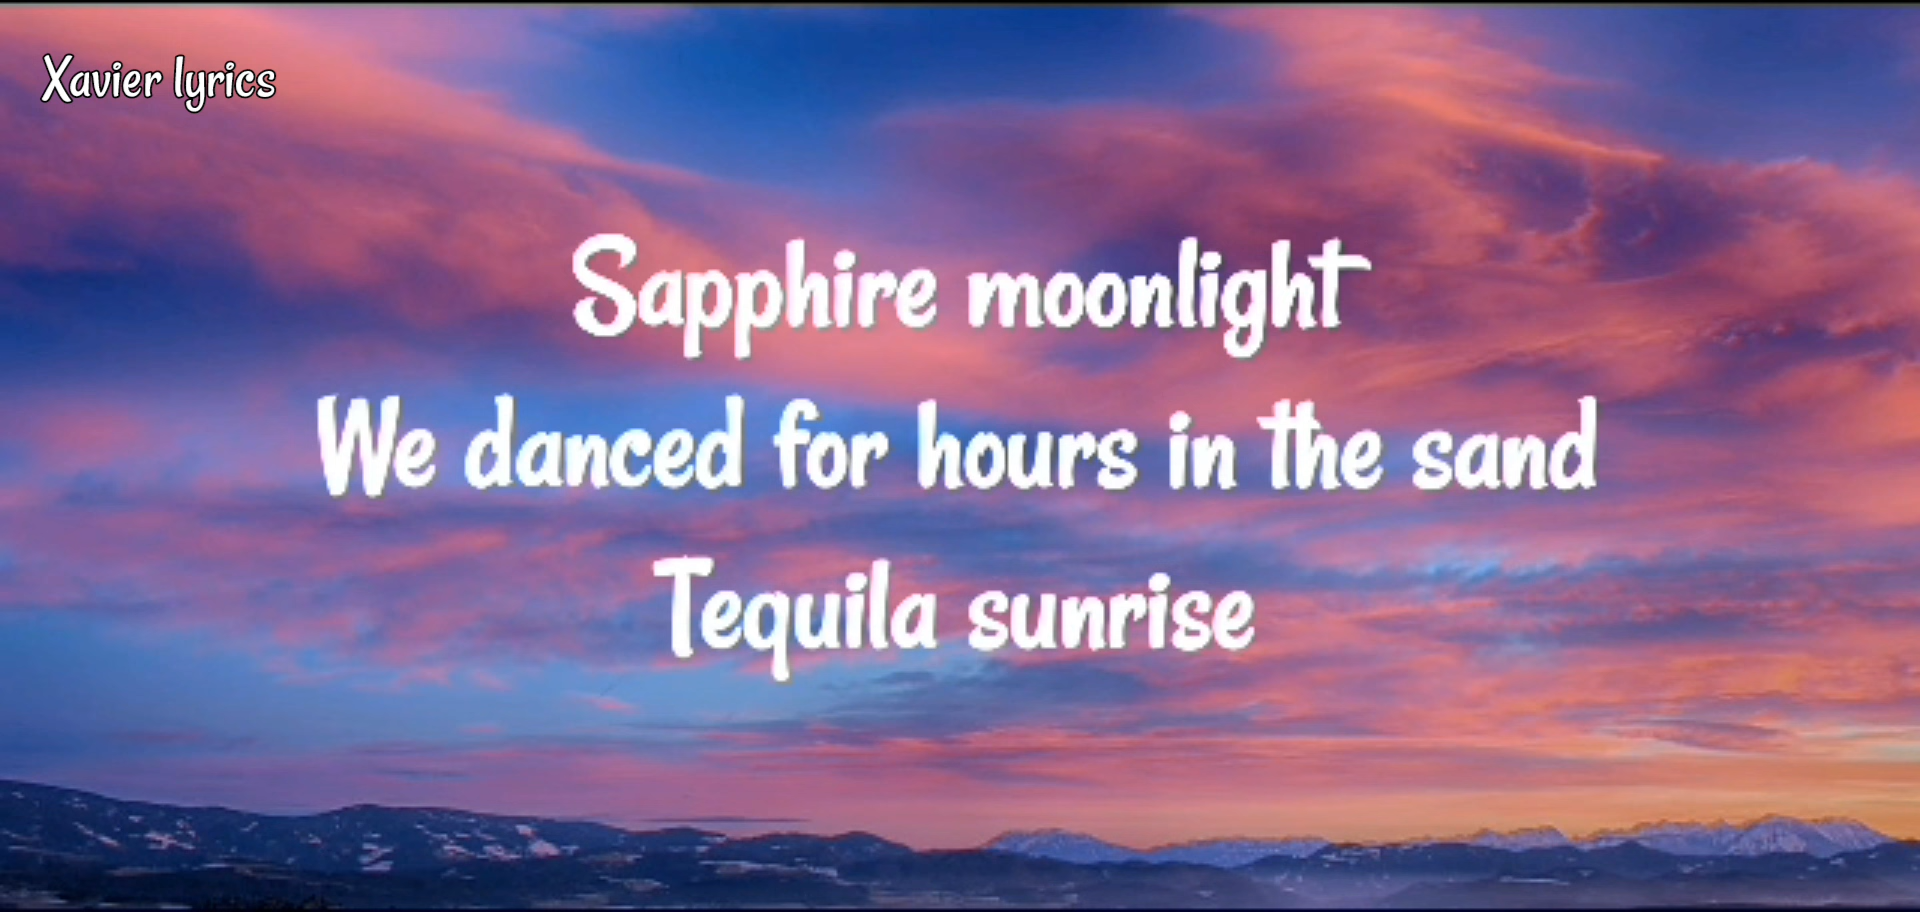 Xavier lyrics
Sapphire moonlight
We danced for hours in the sand
Tequila sunrise